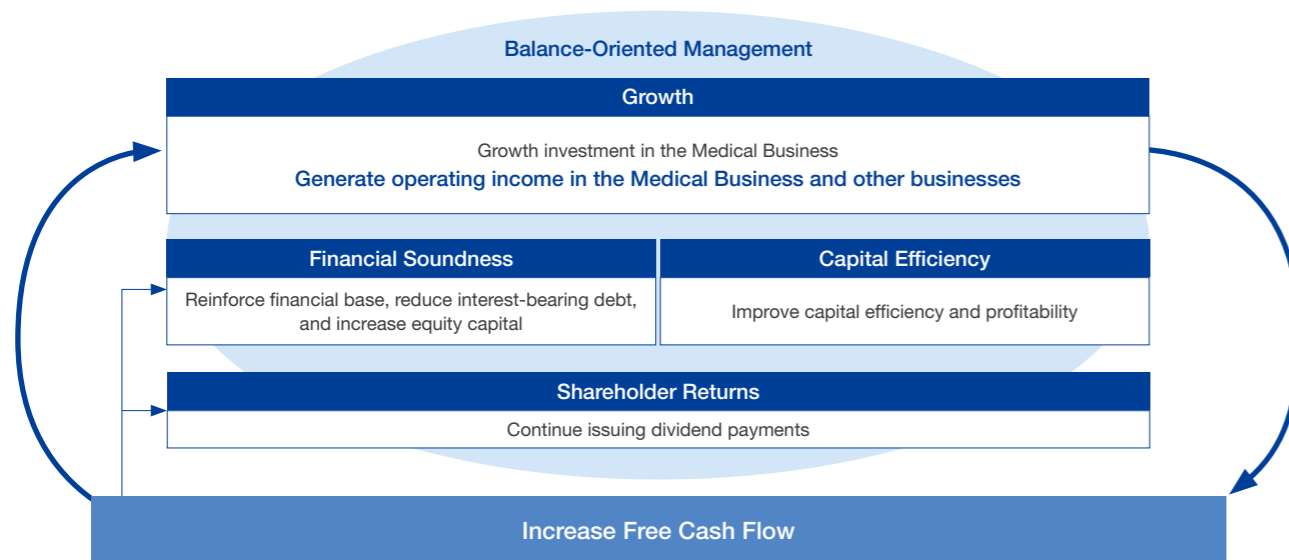 Balance-Oriented Management
Growth
Growth investment in the Medical Business
Generate operating income in the Medical Business and other businesses
Financial Soundness
Reinforce financial base, reduce interest-bearing debt,
and increase equity capital
Capital Efficiency
Improve capital efficiency and profitability
Shareholder Returns
Continue issuing dividend payments
Increase Free Cash Flow